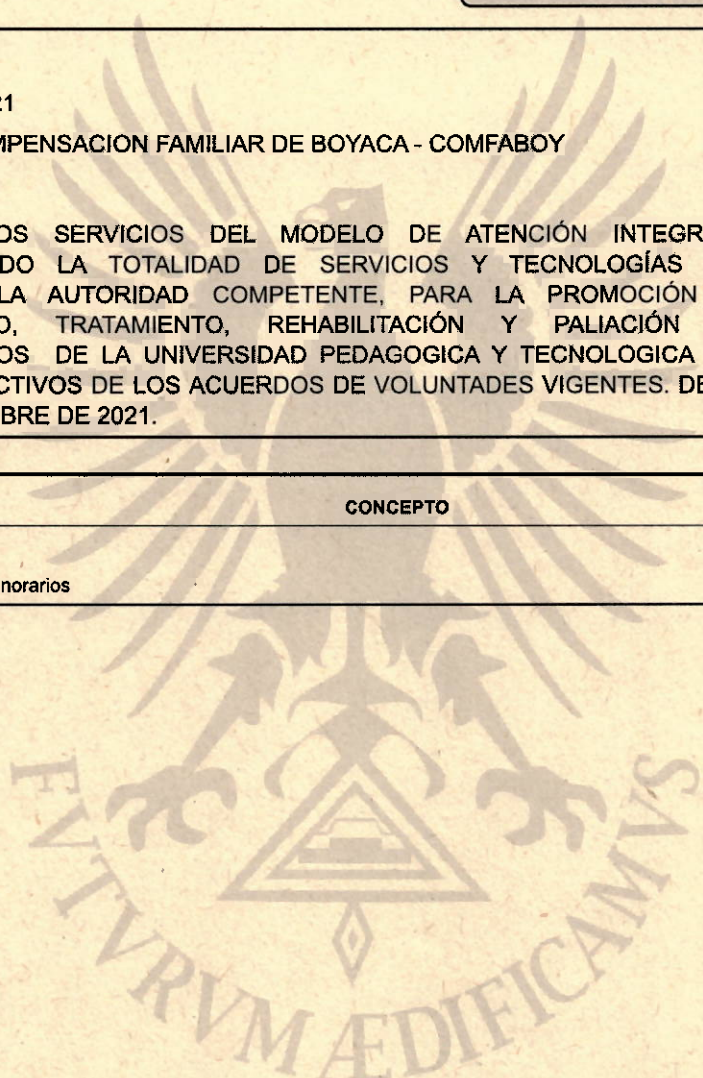 21
MPENSACION FAMILIAR DE BOYACA - COMFABOY
OS SERVICIOS DEL MODELO DE ATENCIÓN INTEGR
DO LA TOTALIDAD DE SERVICIOS Y TECNOLOGÍAS
LA AUTORIDAD COMPETENTE, PARA LA PROMOCIÓN
O, TRATAMIENTO, REHABILITACIÓN Y PALIACIÓN
OS DE LA UNIVERSIDAD PEDAGOGICA Y TECNOLOGICA
CTIVOS DE LOS ACUERDOS DE VOLUNTADES VIGENTES. DE
BRE DE 2021.
CONCEPTO
norarios
FVTVRVM ÆDIFICAMVS